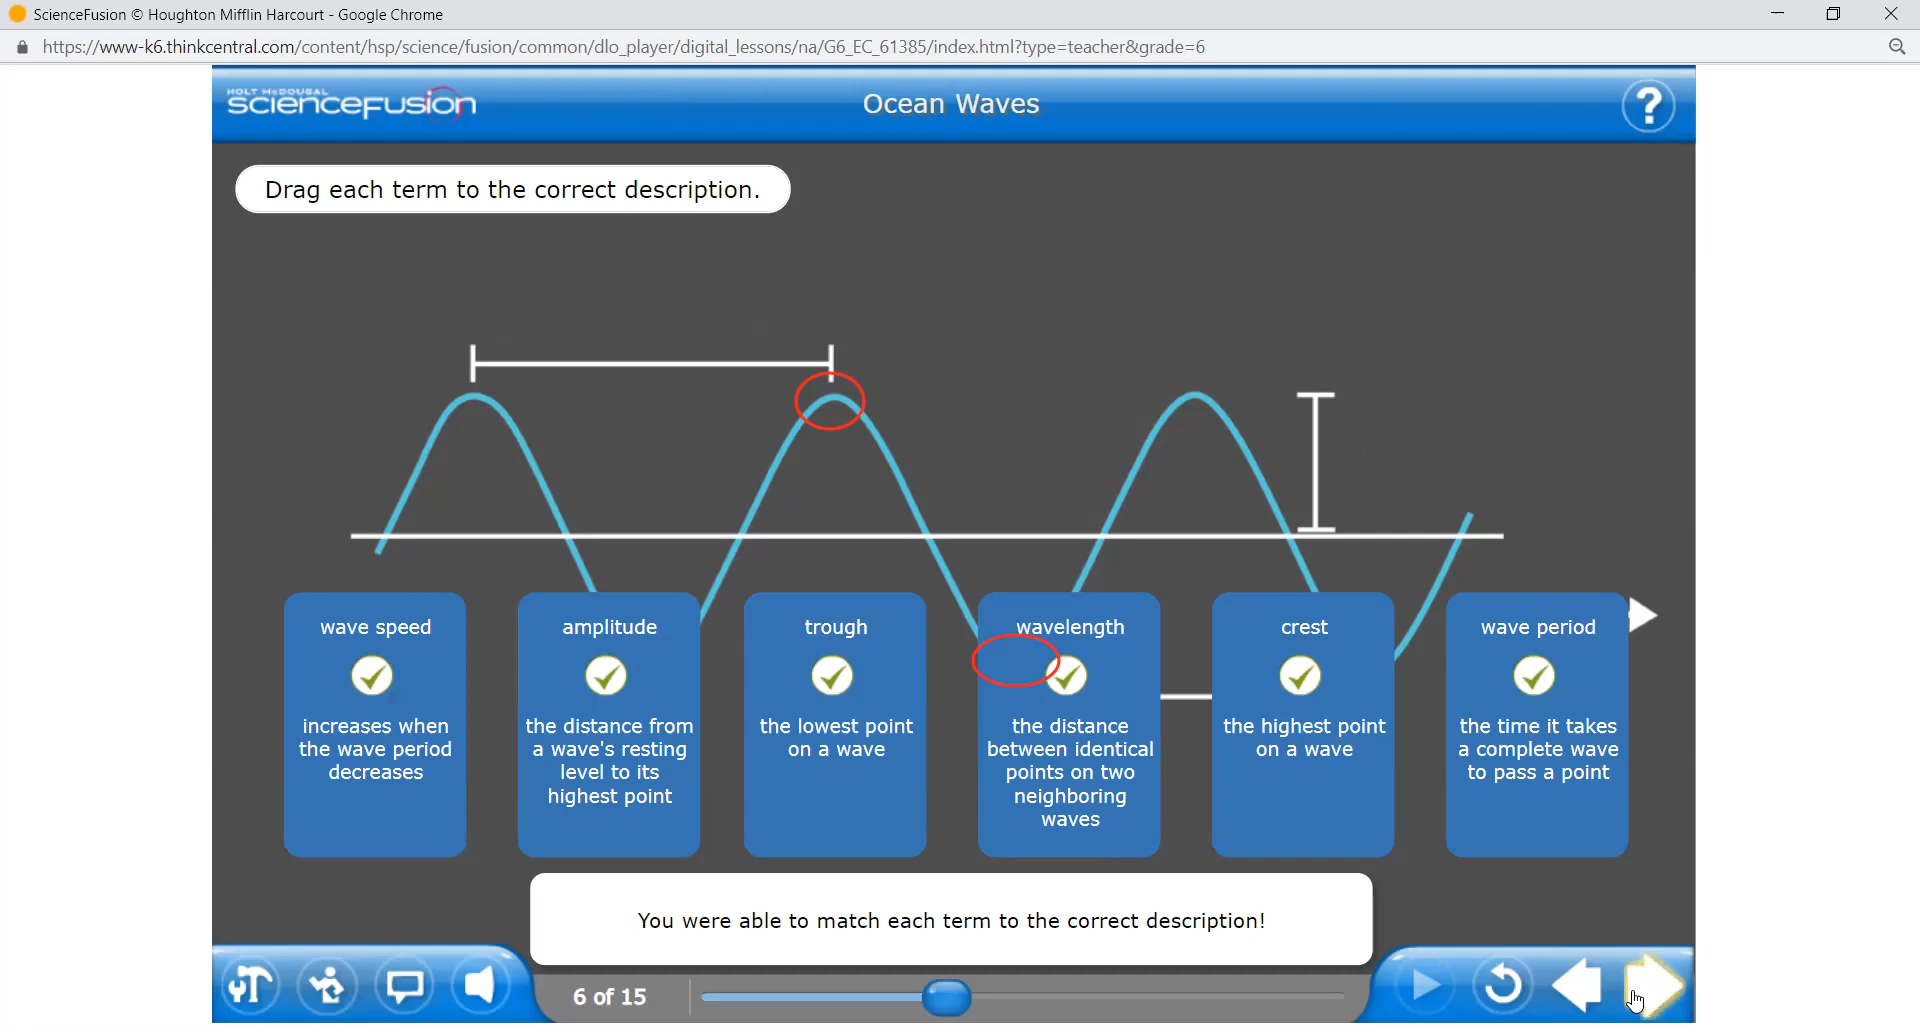 ScienceFusion © Houghton Mifflin Harcourt - Google Chrome
https://www-k6.thinkcentral.com/content/hsp/science/fusion/common/dlo_player/digital_lessons/na/G6_EC_61385/index.html?type=teacher&grade=6
HOLT McDOUGAL
scienceFusion
Ocean Waves
?
Drag each term to the correct description.
wave speed
increases when
the wave period
decreases
amplitude
the distance from
a wave's resting
level to its
highest point
trough
the lowest point
on a wave
wavelength
the distance
between identical
points on two
neighboring
waves
crest
the highest point
on a wave
wave period
the time it takes
a complete wave
to pass a point
You were able to match each term to the correct description!
6 of 15